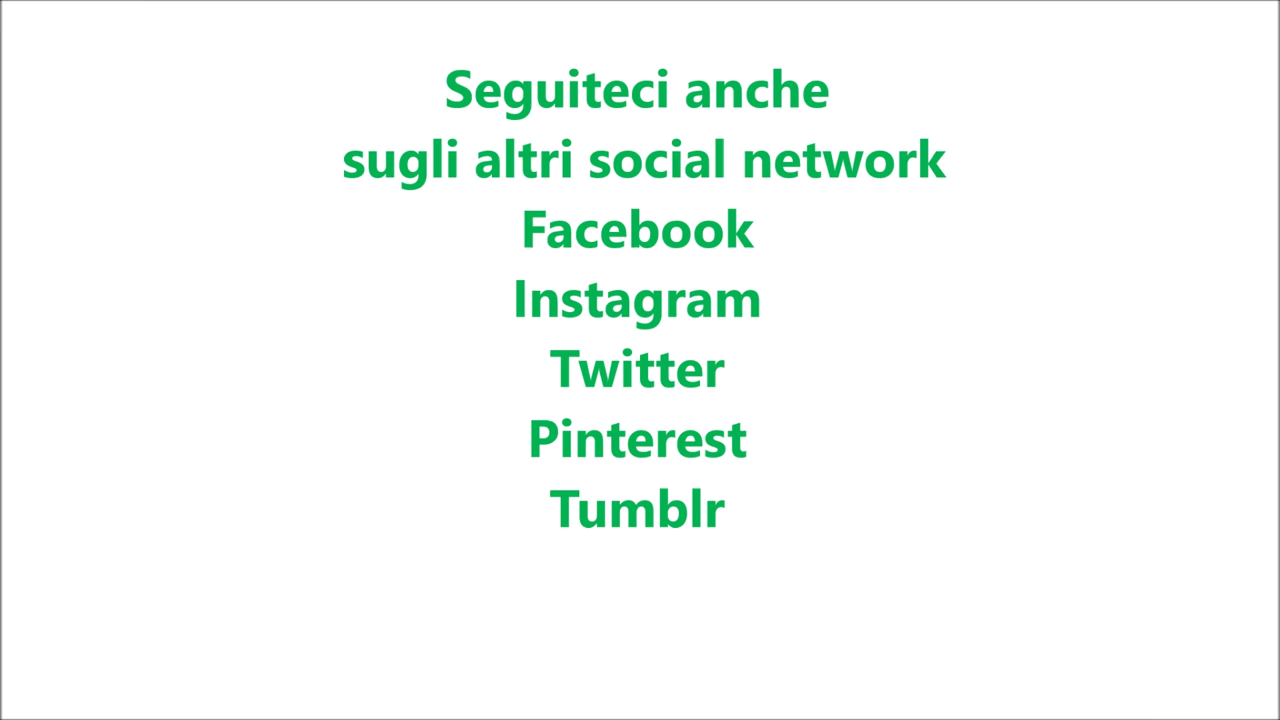 Seguiteci anche
sugli altri social network
Facebook
Instagram
Twitter
Pinterest
Tumblr